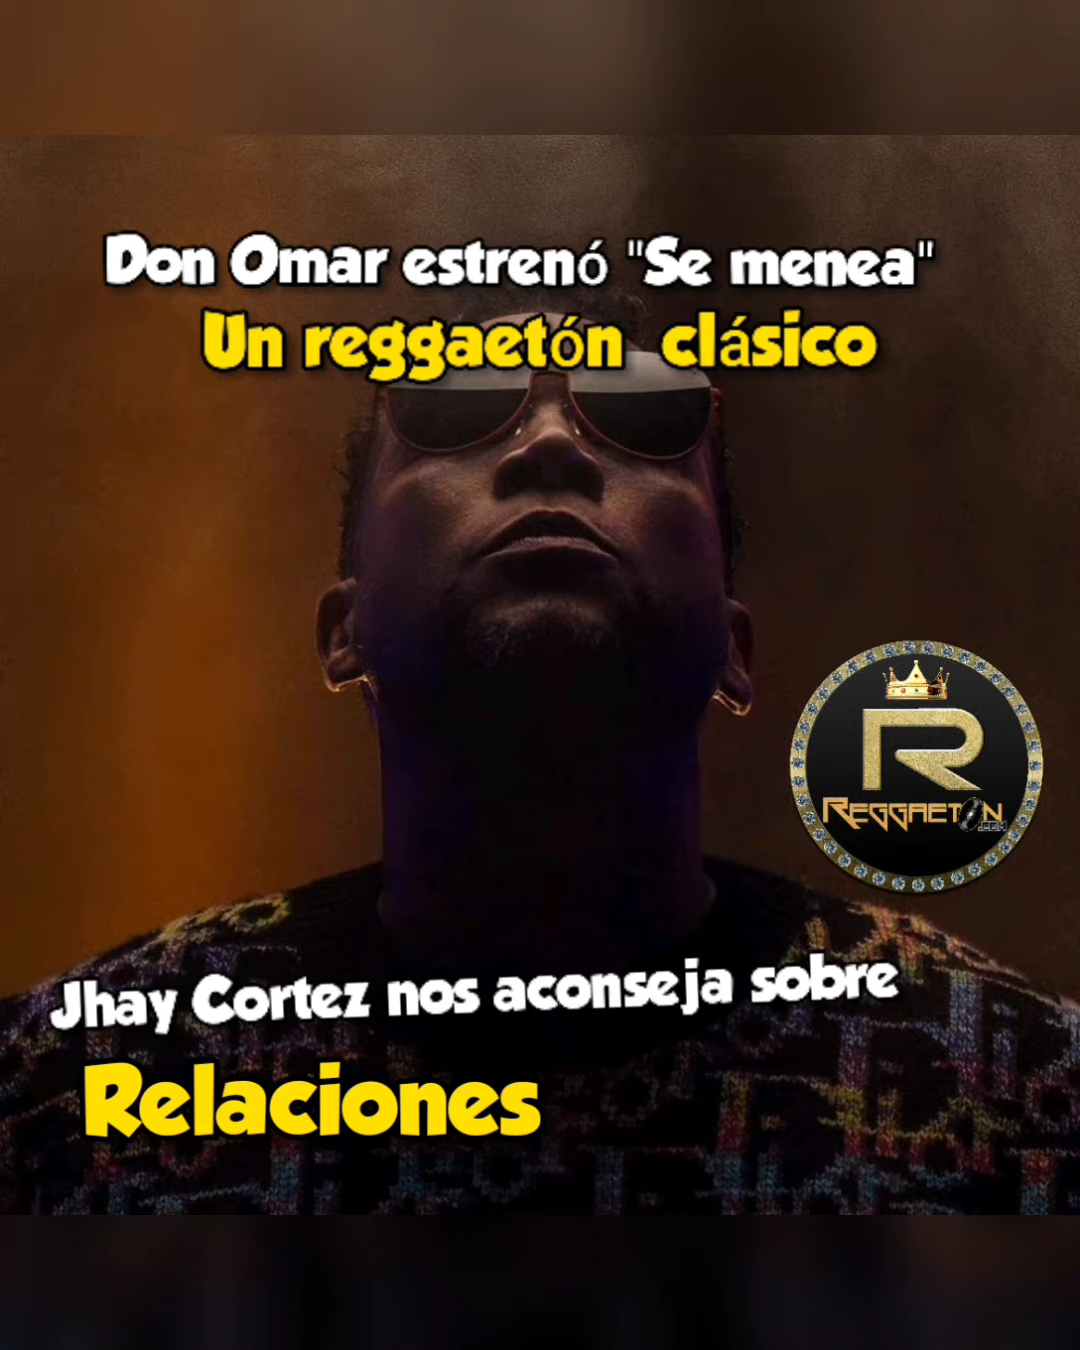 Don Omar estrenó "Se menea"
Un reggaetón clásico
R
REGGAETON
.COM
Jhay Cortez nos aconseja sobre
Relaciones